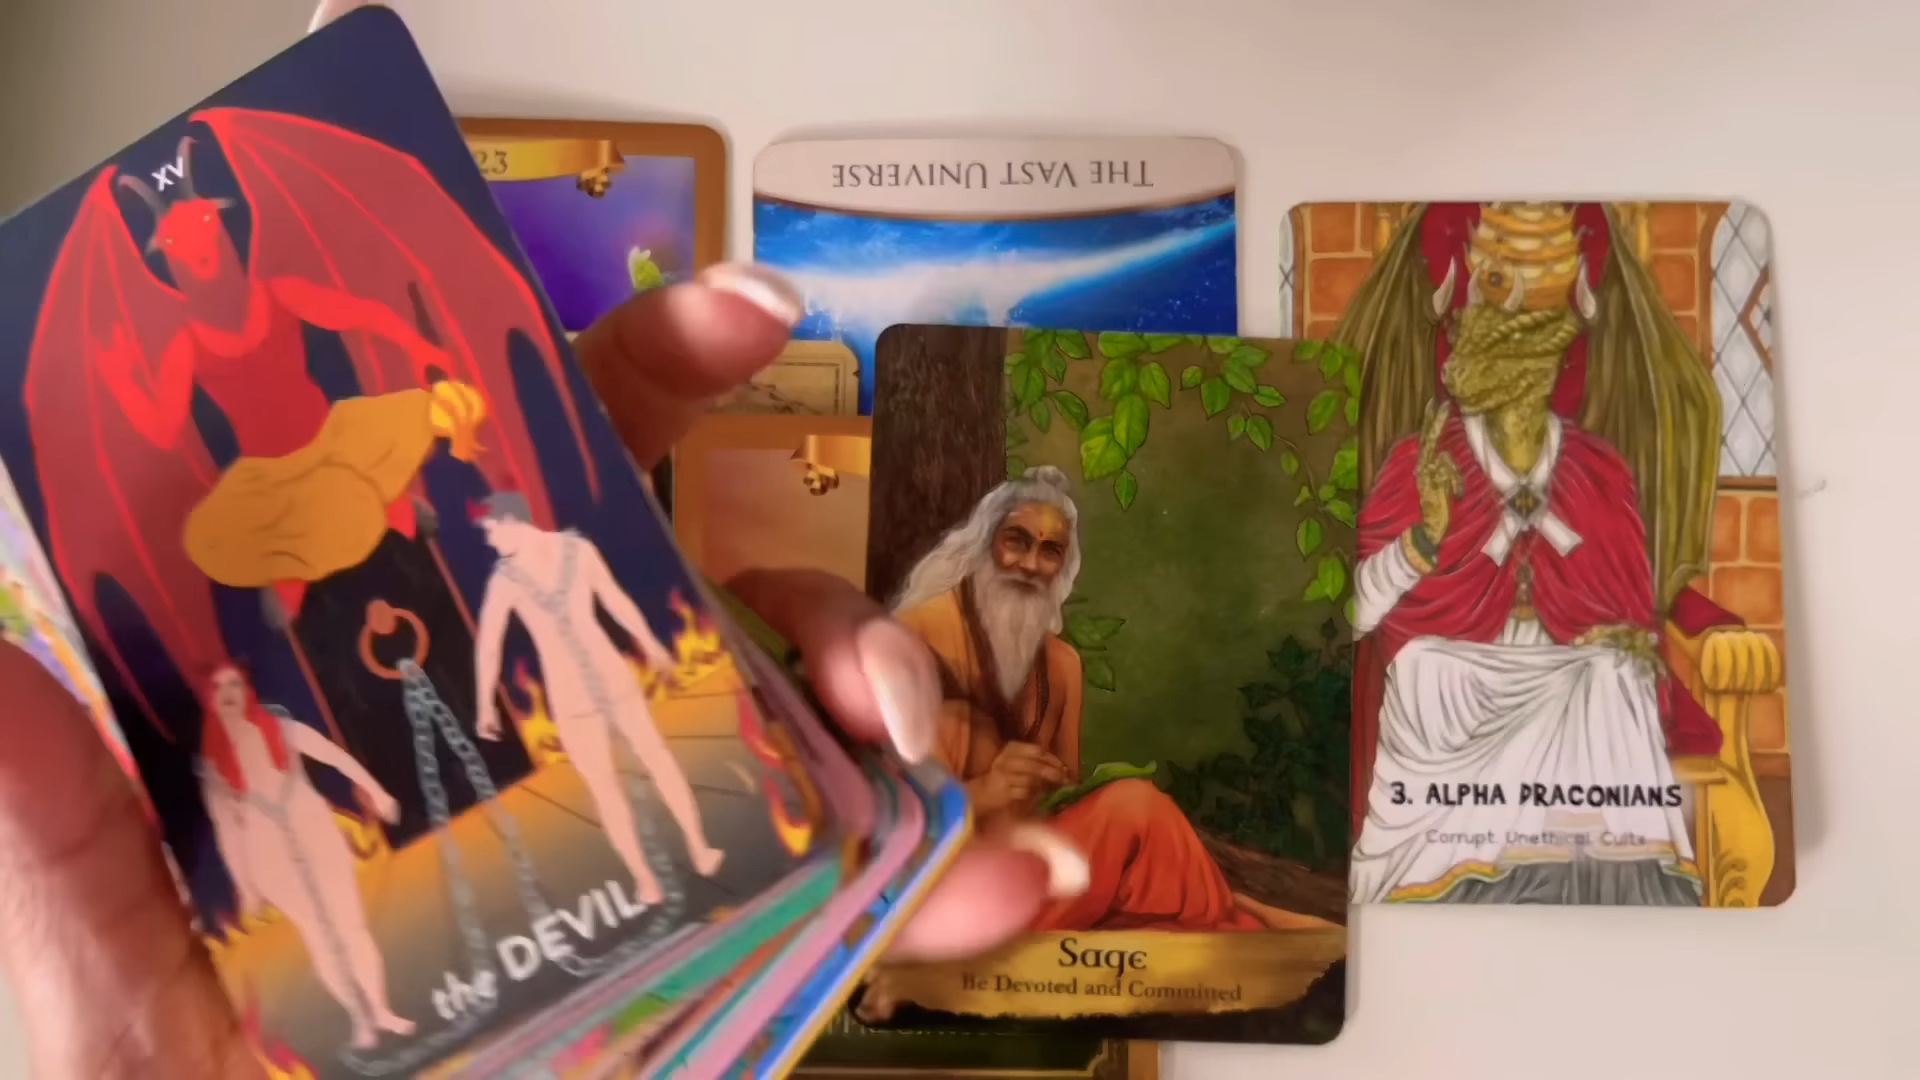 XV
the DEVIL
23
THE VAST UNIVERSE
Sage
Be Devoted and Committed
3. ALPHA DRACONIANS
Corrupt. Unethical. Cults.